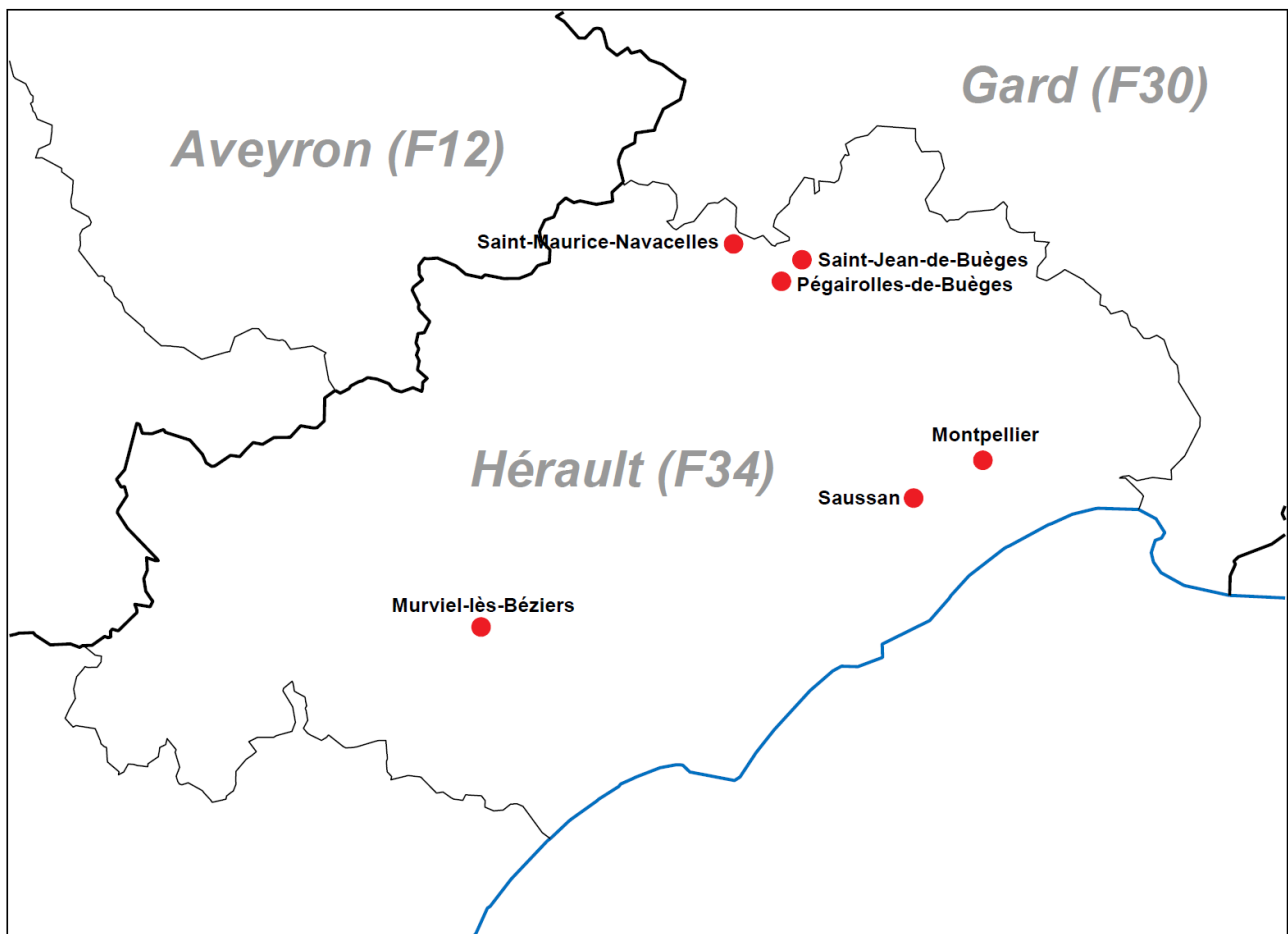 Gard (F30)
Aveyron (F12)
Saint-Maurice-Navacelles
Saint-Jean-de-Buèges
Pégairolles-de-Buèges
Montpellier
Hérault (F34)
Saussan
Murviel-lès-Béziers